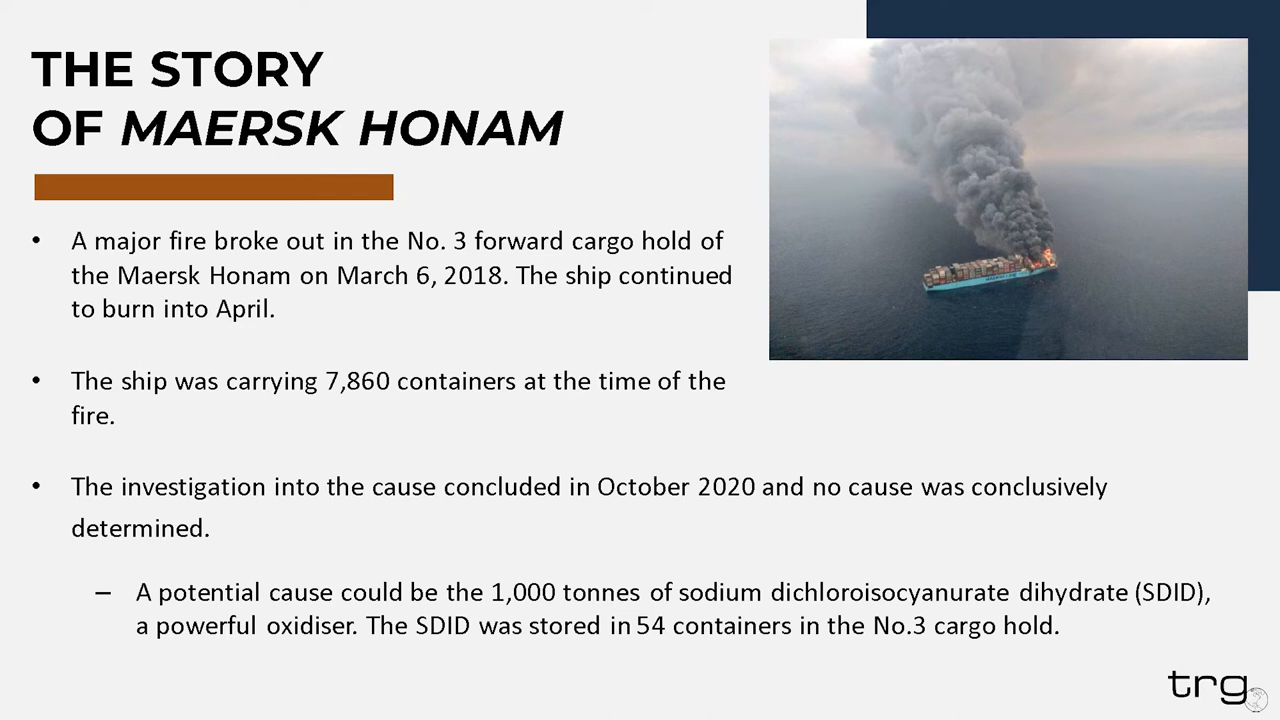 THE STORY
OF MAERSK HONAM
• A major fire broke out in the No. 3 forward cargo hold of
the Maersk Honam on March 6, 2018. The ship continued
to burn into April.
• The ship was carrying 7,860 containers at the time of the
fire.
• The investigation into the cause concluded in October 2020 and no cause was conclusively
determined.
– A potential cause could be the 1,000 tonnes of sodium dichloroisocyanurate dihydrate (SDID),
a powerful oxidiser. The SDID was stored in 54 containers in the No.3 cargo hold.
trg